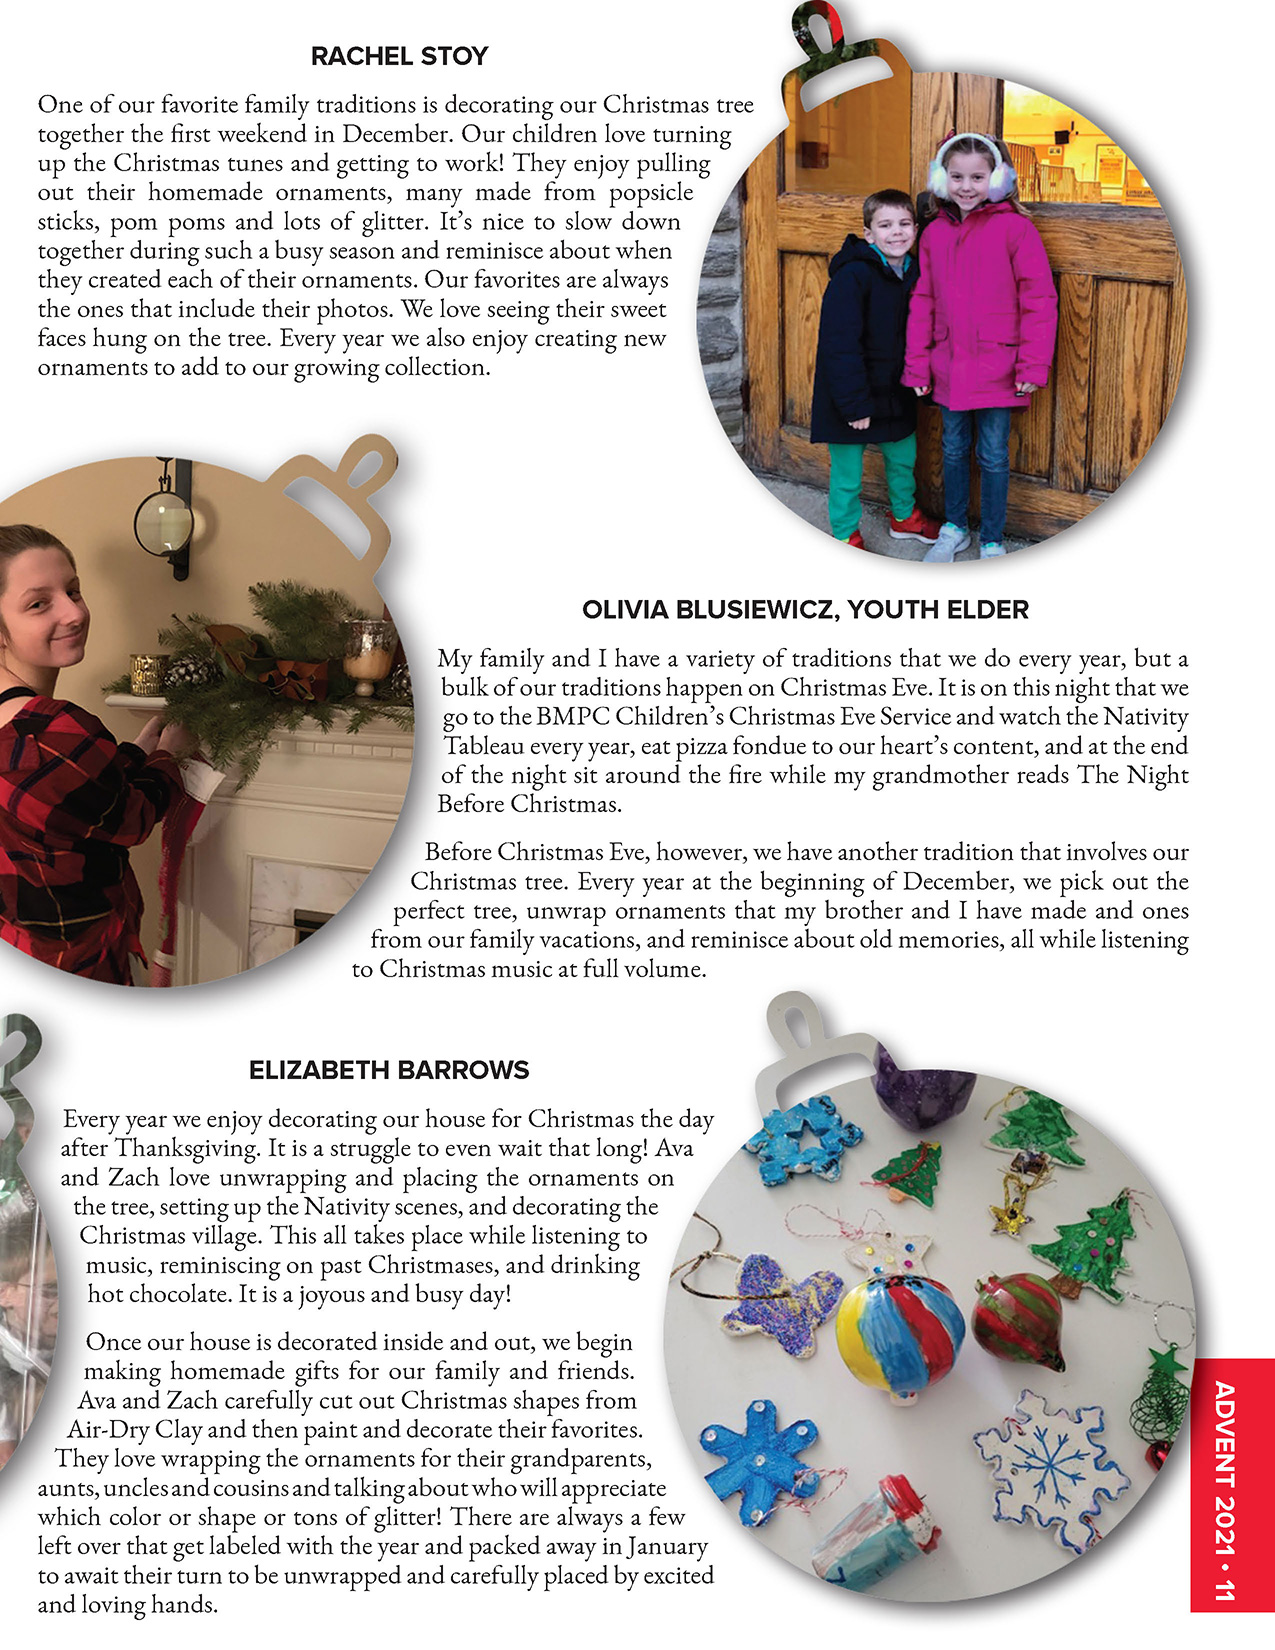 RACHEL STOY
One of our favorite family traditions is decorating our Christmas tree
together the first weekend in December. Our children love turning
up the Christmas tunes and getting to work! They enjoy pulling
out their homemade ornaments, many made from popsicle
sticks, pom poms and lots of glitter. It’s nice to slow down
together during such a busy season and reminisce about when
they created each of their ornaments. Our favorites are always
the ones that include their photos. We love seeing their sweet
faces hung on the tree. Every year we also enjoy creating new
ornaments to add to our growing collection.
OLIVIA BLUSIEWICZ, YOUTH ELDER
My family and I have a variety of traditions that we do every year, but a
bulk of our traditions happen on Christmas Eve. It is on this night that we
go to the BMPC Children’s Christmas Eve Service and watch the Nativity
Tableau every year, eat pizza fondue to our heart’s content, and at the end
of the night sit around the fire while my grandmother reads The Night
Before Christmas.
Before Christmas Eve, however, we have another tradition that involves our
Christmas tree. Every year at the beginning of December, we pick out the
perfect tree, unwrap ornaments that my brother and I have made and ones
from our family vacations, and reminisce about old memories, all while listening
to Christmas music at full volume.
ELIZABETH BARROWS
Every year we enjoy decorating our house for Christmas the day
after Thanksgiving. It is a struggle to even wait that long! Ava
and Zach love unwrapping and placing the ornaments on
the tree, setting up the Nativity scenes, and decorating the
Christmas village. This all takes place while listening to
music, reminiscing on past Christmases, and drinking
hot chocolate. It is a joyous and busy day!
Once our house is decorated inside and out, we begin
making homemade gifts for our family and friends.
Ava and Zach carefully cut out Christmas shapes from
Air-Dry Clay and then paint and decorate their favorites.
They love wrapping the ornaments for their grandparents,
aunts, uncles and cousins and talking about who will appreciate
which color or shape or tons of glitter! There are always a few
left over that get labeled with the year and packed away in January
to await their turn to be unwrapped and carefully placed by excited
and loving hands.
ADVENT 2021 • 11